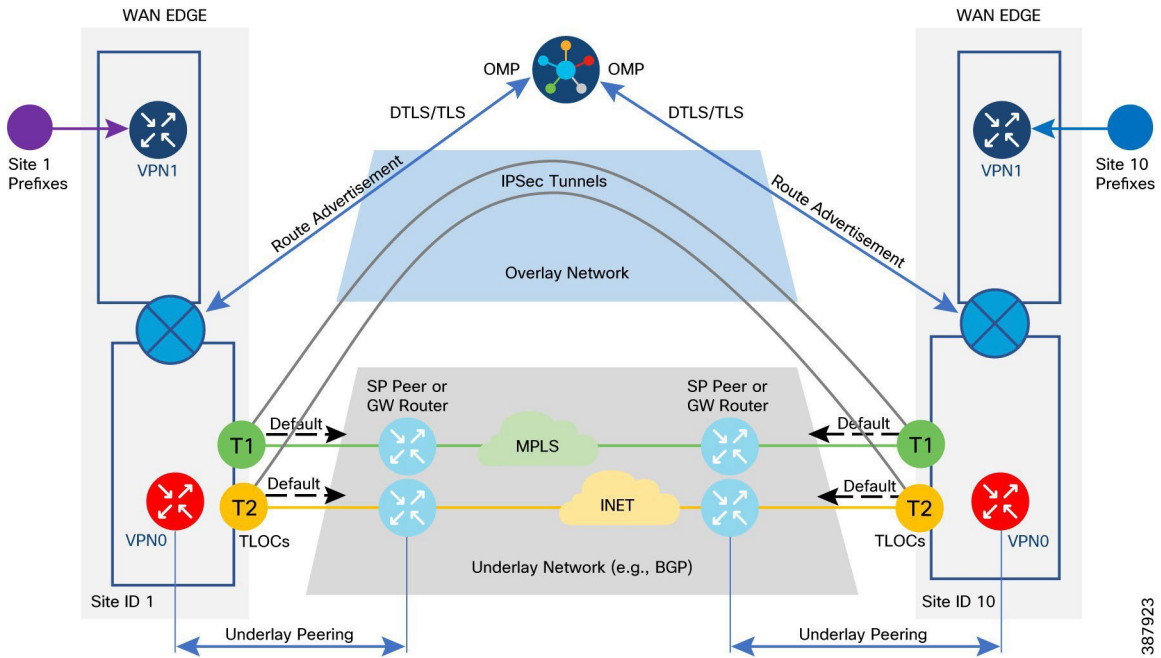 WAN EDGE
WAN EDGE
OMP
OMP
DTLS/TLS
DTLS/TLS
Site 1
Prefixes
VPN1
VPN1
Site 10
Prefixes
Route Advertisement
IPSec Tunnels
Route Advertisement
Overlay Network
SP Peer or
GW Router
SP Peer or
GW Router
T1
Default
MPLS
Default
T1
T2
Default
INET
Default
T2
VPN0
TLOCs
TLOCs
VPN0
Underlay Network (e.g., BGP)
Site ID 1
Site ID 10
Underlay Peering
Underlay Peering
387923